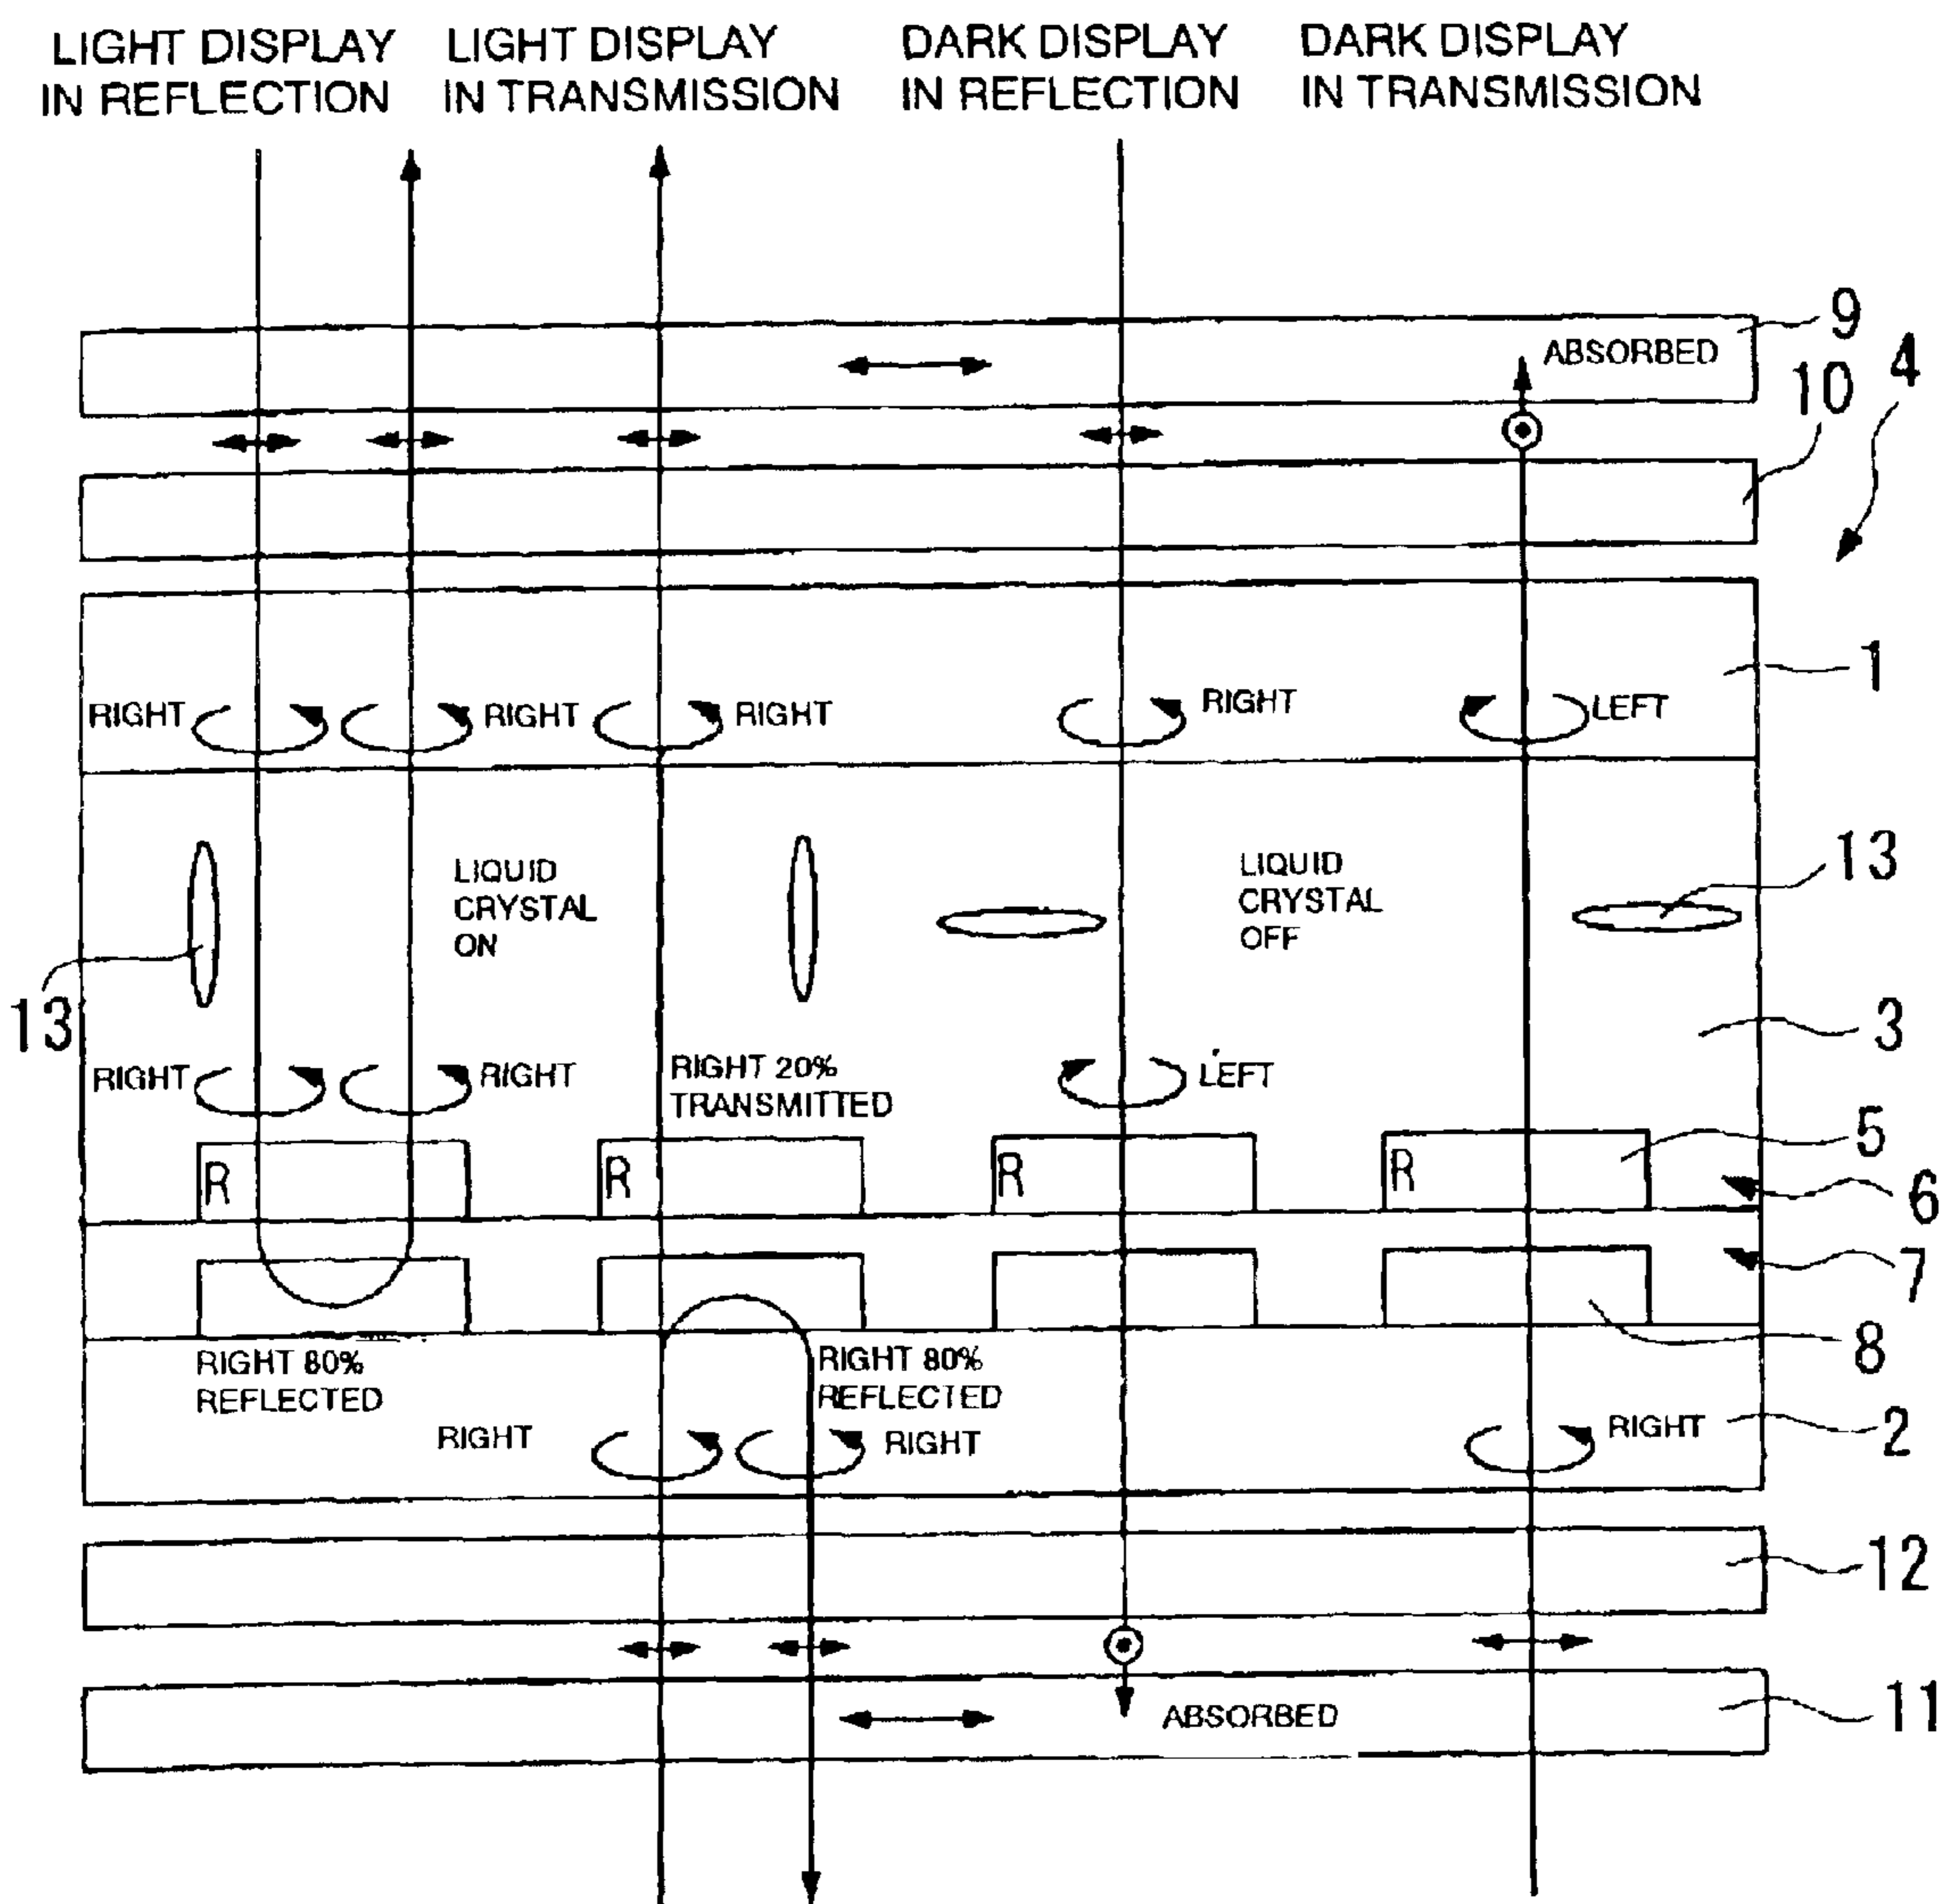 LIGHT DISPLAY
IN REFLECTION
LIGHT DISPLAY
IN TRANSMISSION
DARK DISPLAY
IN REFLECTION
DARK DISPLAY
IN TRANSMISSION
9
ABSORBED
4
10
1
RIGHT
RIGHT
RIGHT
RIGHT
LEFT
LIQUID
CRYSTAL
ON
LIQUID
CRYSTAL
OFF
13
13
3
RIGHT
RIGHT
RIGHT 20%
TRANSMITTED
LEFT
5
R
R
R
R
6
7
8
RIGHT 80%
REFLECTED
RIGHT 80%
REFLECTED
RIGHT
RIGHT
RIGHT
2
12
ABSORBED
11